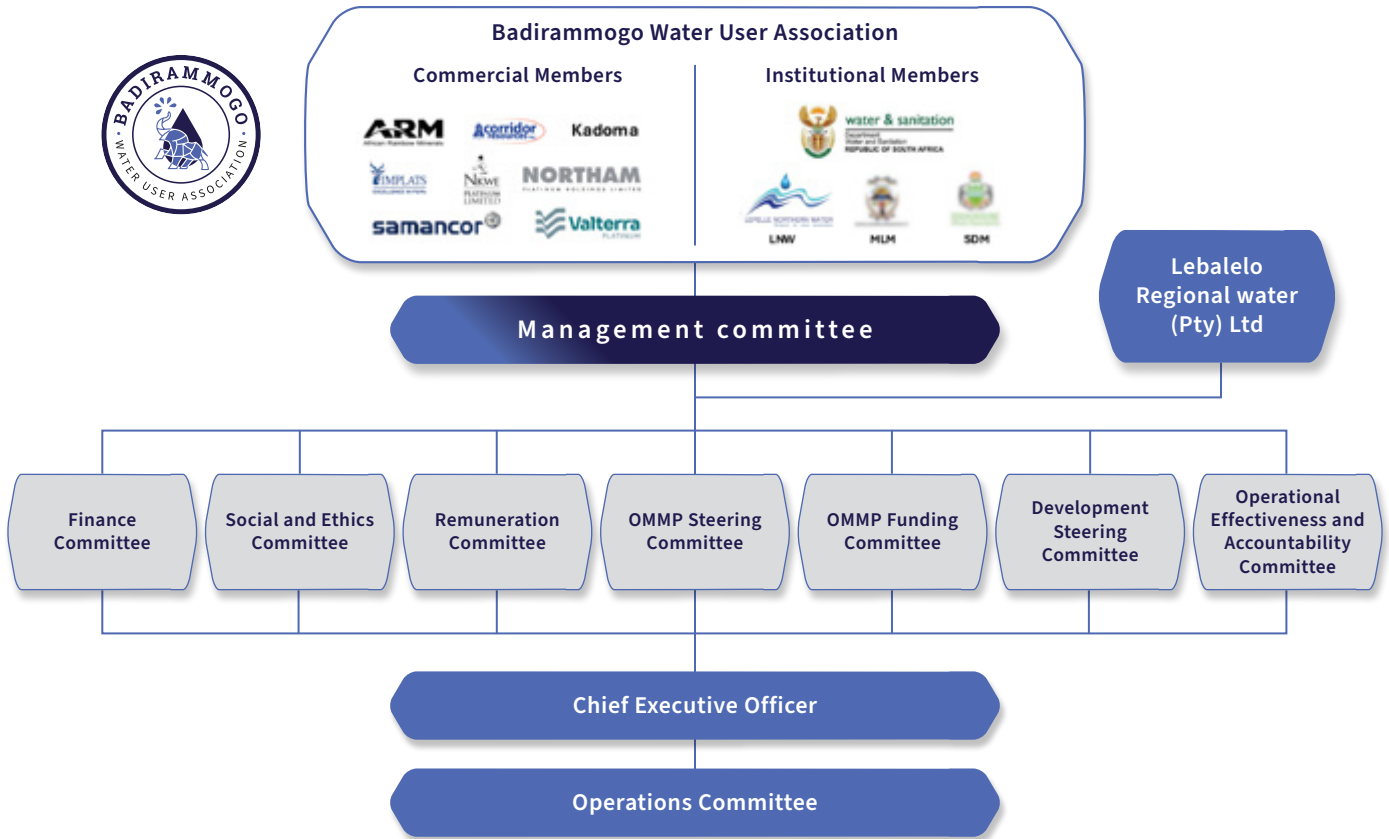 Badirammogo Water User Association
BADIRAMMOGO
WATER USER ASSOCIATION
Commercial Members
Institutional Members
ARM
African Rainbow Minerals
corridor
resources
Kadoma
water & sanitation
Department:
Water and Sanitation
REPUBLIC OF SOUTH AFRICA
IMPLATS
NKWE
PLATINUM
LIMITED
NORTHAM
PLATINUM HOLDINGS LIMITED
samancor
Valterra
PLATINUM
LEPELLE NORTHERN WATER
LNW
MLM
SDM
Lebalelo
Regional water
(Pty) Ltd
Management committee
Finance
Committee
Social and Ethics
Committee
Remuneration
Committee
OMMP Steering
Committee
OMMP Funding
Committee
Development
Steering
Committee
Operational
Effectiveness and
Accountability
Committee
Chief Executive Officer
Operations Committee